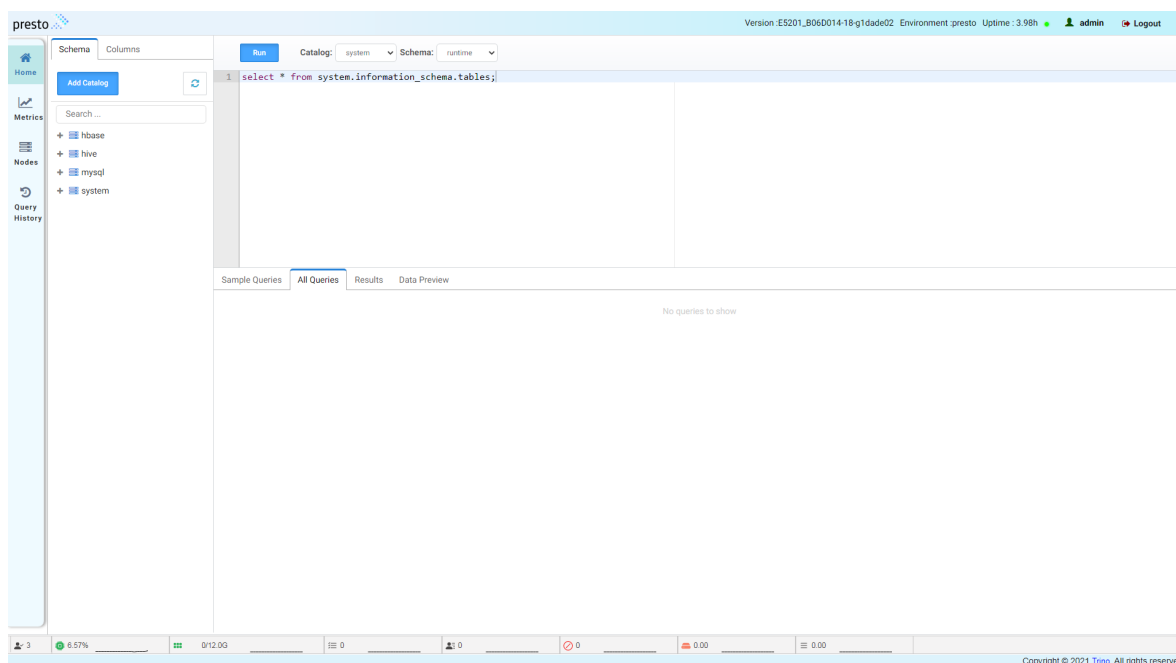 presto
Version :E5201_B06D014-18-g1dade02 Environment :presto Uptime : 3.98h admin Logout
Home
Metrics
Nodes
Query
History
Schema Columns
Add Catalog
Search ...
hbase
hive
mysql
system
Run Catalog: system Schema: runtime
1 select * from system.information_schema.tables;
Sample Queries All Queries Results Data Preview
No queries to show
3 6.57% 0/12.0G 0 0 0 0.00 0.00
Copyright © 2021 Trino. All rights reserve